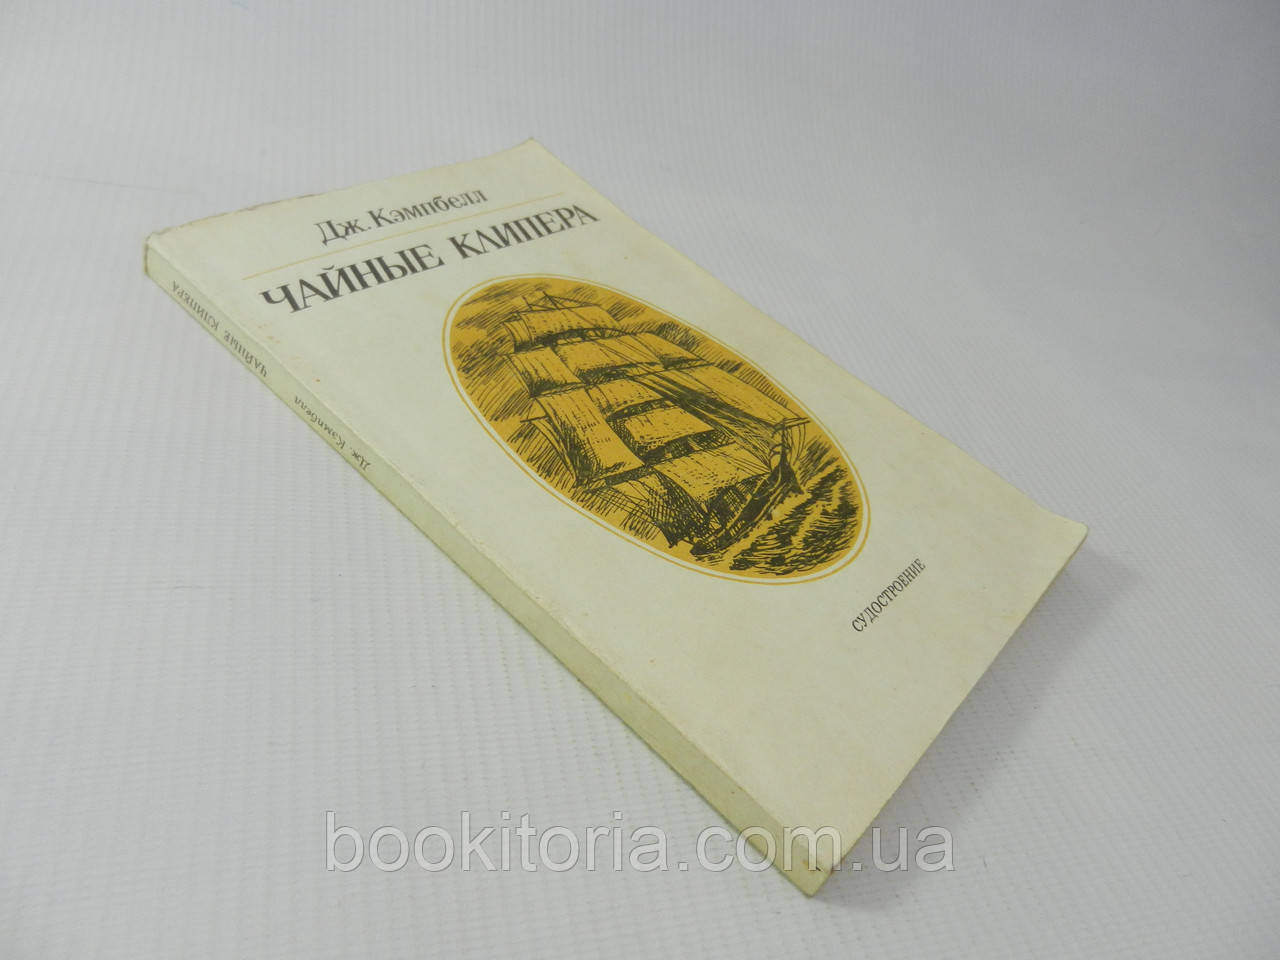 Дж. Кэмпбелл
ЧАЙНЫЕ КЛИПЕРА
СУДОСТРОЕНИЕ
Дж. Кэмпбелл ЧАЙНЫЕ КЛИПЕРА
bookitoria.com.ua